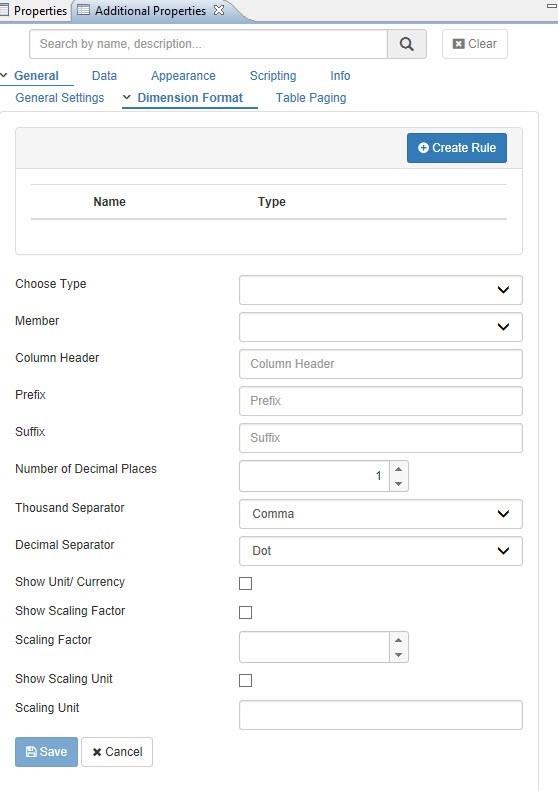 Properties Additional Properties
Search by name, description... Clear
General Data Appearance Scripting Info
General Settings Dimension Format Table Paging
Create Rule
Name Type
Choose Type
Member
Column Header Column Header
Prefix Prefix
Suffix Suffix
Number of Decimal Places 1
Thousand Separator Comma
Decimal Separator Dot
Show Unit/ Currency
Show Scaling Factor
Scaling Factor
Show Scaling Unit
Scaling Unit
Save Cancel